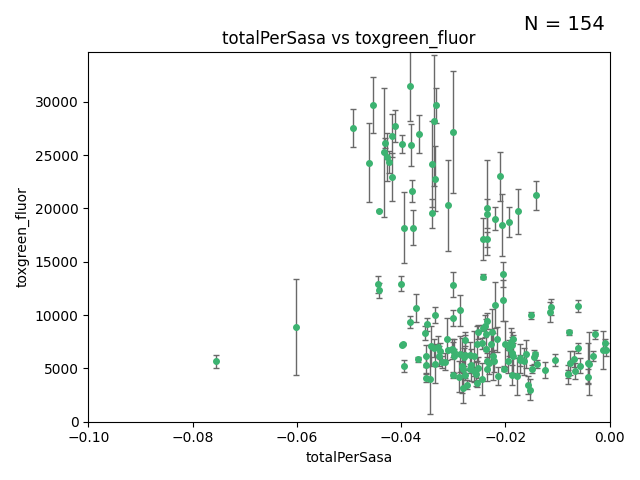 N = 154
totalPerSasa vs toxgreen_fluor
30000
25000
20000
15000
10000
5000
0
toxgreen_fluor
−0.10 −0.08 −0.06 −0.04 −0.02 0.00
totalPerSasa